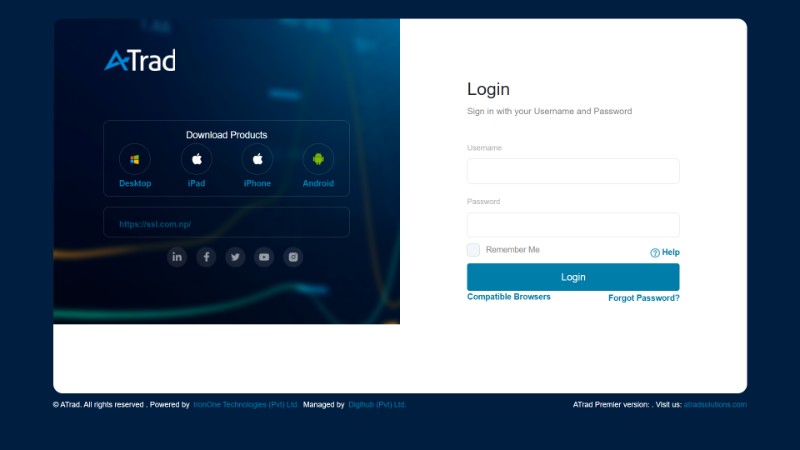 ATrad
Download Products
Desktop iPad iPhone Android
https://ssl.com.np/
Login
Sign in with your Username and Password
Username
Password
Remember Me
Help
Login
Compatible Browsers
Forgot Password?
© ATrad. All rights reserved . Powered by IronOne Technologies (Pvt) Ltd. Managed by Digihub (Pvt) Ltd.
ATrad Premier version: . Visit us: atradsolutions.com